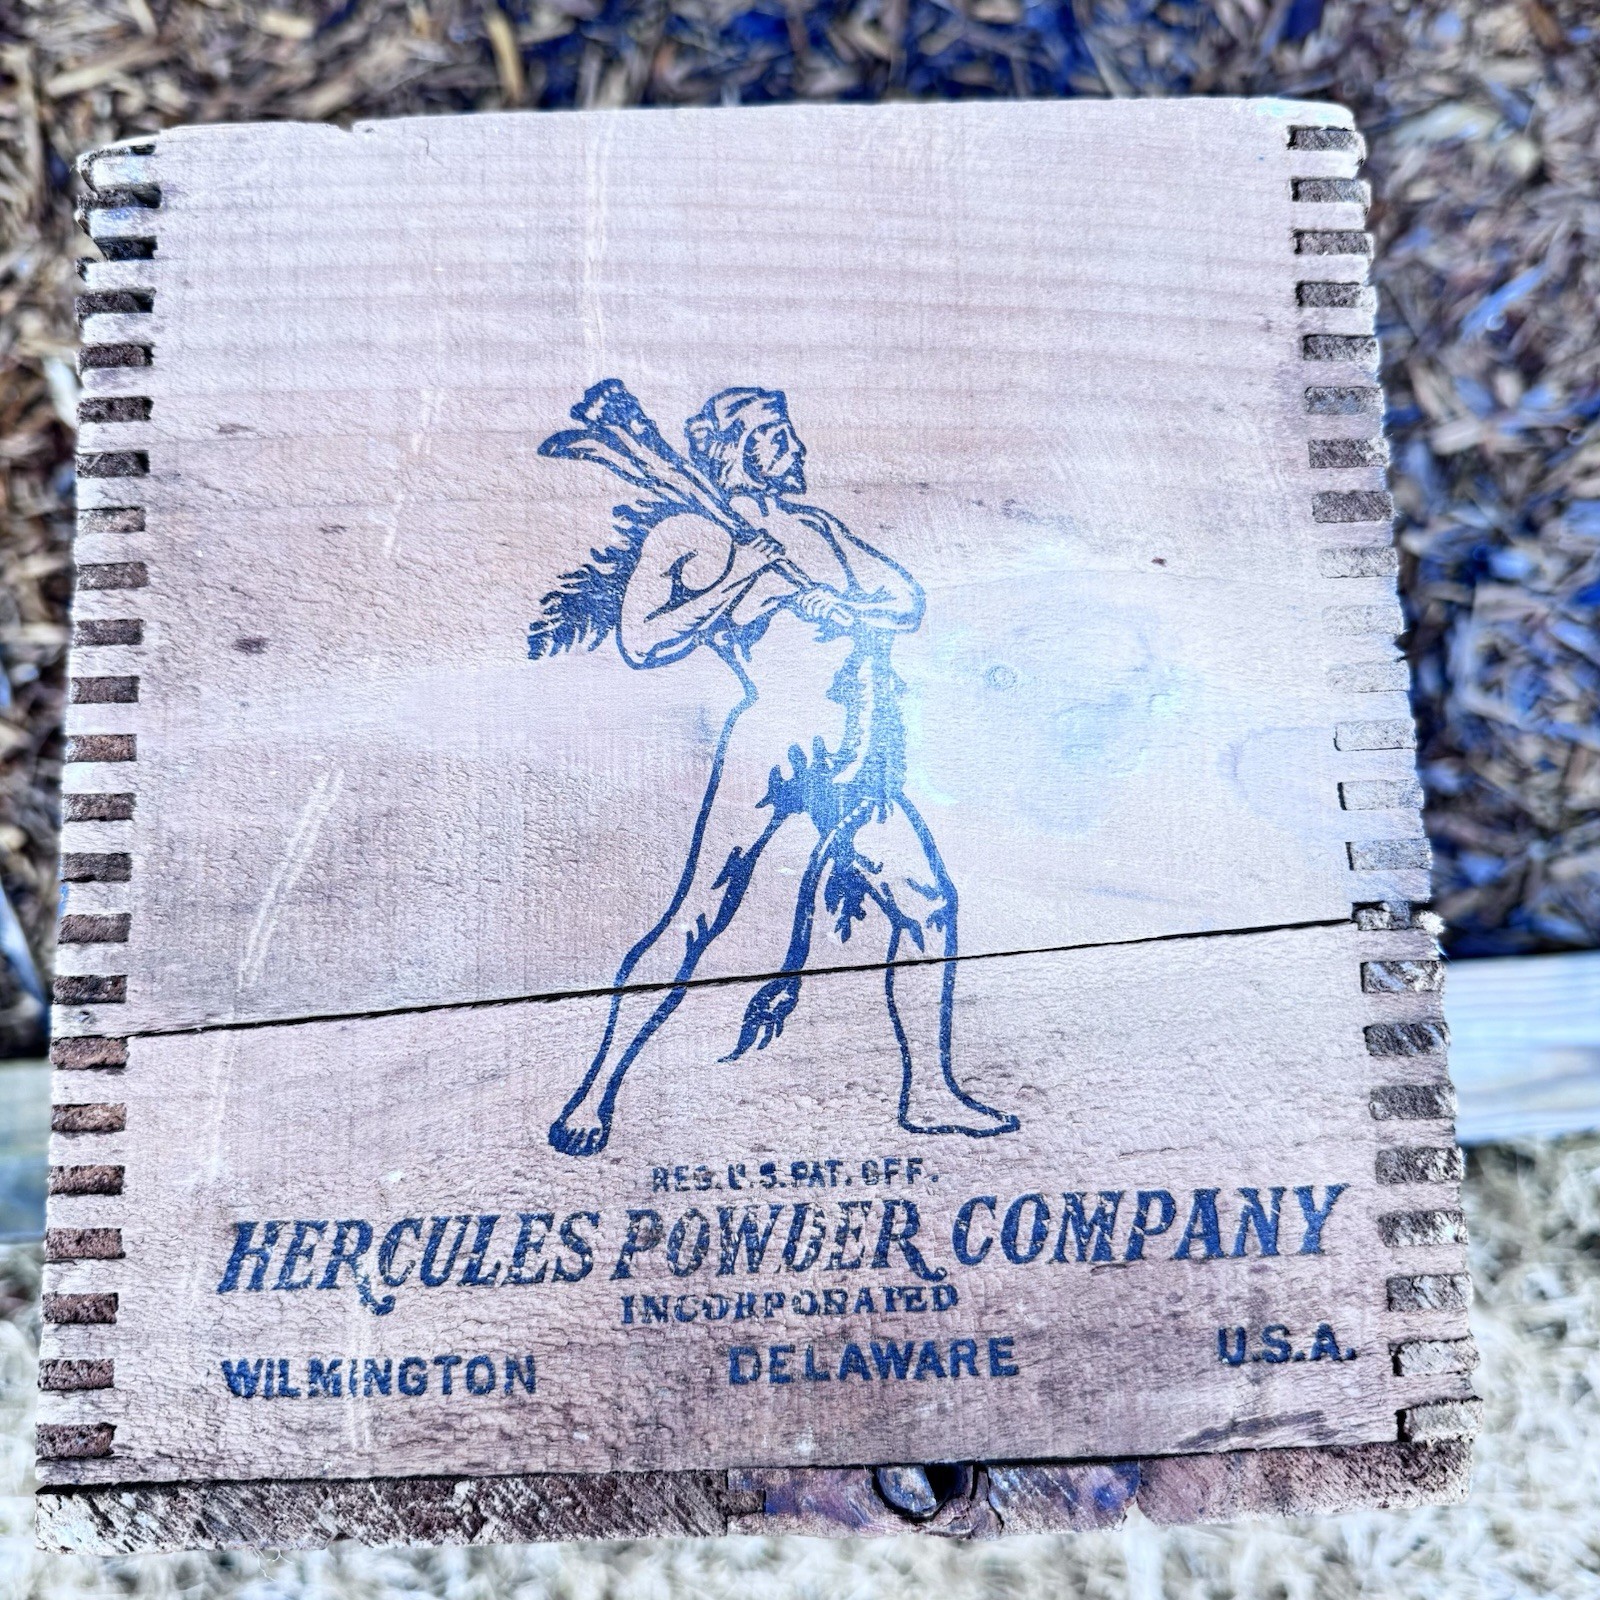 REG. U.S. PAT. OFF.
HERCULES POWDER COMPANY
INCORPORATED
WILMINGTON DELAWARE U.S.A.